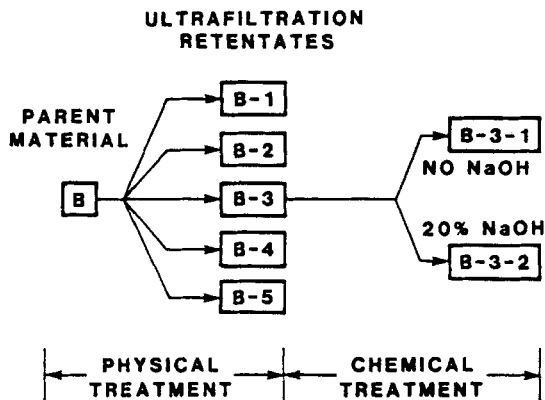 ULTRAFILTRATION
RETENTATES
PARENT
MATERIAL
B
B-1
B-2
B-3
B-4
B-5
B-3-1
NO NaOH
20% NaOH
B-3-2
PHYSICAL
TREATMENT
CHEMICAL
TREATMENT